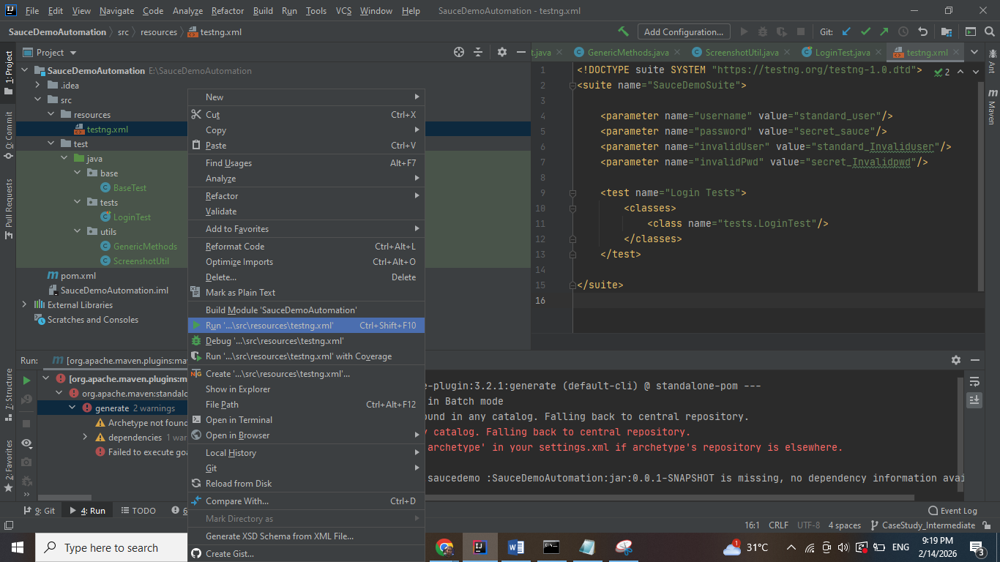 File Edit View Navigate Code Analyze Refactor Build Run Tools VCS Window Help SauceDemoAutomation - testng.xml
SauceDemoAutomation src resources testng.xml Add Configuration... Git:
1: Project
0: Commit
Pull Requests
7: Structure
2: Favorites
Project
SauceDemoAutomation E:\SauceDemoAutomation
.idea
src
resources
testng.xml
test
java
base
BaseTest
tests
LoginTest
utils
GenericMethods
ScreenshotUtil
pom.xml
SauceDemoAutomation.iml
External Libraries
Scratches and Consoles
New
Cut Ctrl+X
Copy
Paste Ctrl+V
Find Usages Alt+F7
Analyze
Refactor
Validate
Add to Favorites
Reformat Code Ctrl+Alt+L
Optimize Imports Ctrl+Alt+O
Delete... Delete
Mark as Plain Text
Build Module 'SauceDemoAutomation'
Run '...\src\resources\testng.xml' Ctrl+Shift+F10
Debug '...\src\resources\testng.xml'
Run '...\src\resources\testng.xml' with Coverage
Create '...\src\resources\testng.xml'...
Show in Explorer
File Path Ctrl+Alt+F12
Open in Terminal
Open in Browser
Local History
Git
Reload from Disk
Compare With... Ctrl+D
Mark Directory as
Generate XSD Schema from XML File...
Create Gist...
t.java GenericMethods.java ScreenshotUtil.java LoginTest.java testng.xml
2
1 <!DOCTYPE suite SYSTEM "https://testng.org/testng-1.0.dtd">
2 <suite name="SauceDemoSuite">
3
4 <parameter name="username" value="standard_user"/>
5 <parameter name="password" value="secret_sauce"/>
6 <parameter name="invalidUser" value="standard_Invaliduser"/>
7 <parameter name="invalidPwd" value="secret_Invalidpwd"/>
8
9 <test name="Login Tests">
10 <classes>
11 <class name="tests.LoginTest"/>
12 </classes>
13 </test>
14
15 </suite>
16
Ant
Maven
Run: [org.apache.maven.plugins:ma
[org.apache.maven.plugins:m
org.apache.maven:standalo
generate 2 warnings
Archetype not found
dependencies 1 war
Failed to execute goa
e-plugin:3.2.1:generate (default-cli) @ standalone-pom ---
in Batch mode
ound in any catalog. Falling back to central repository.
y catalog. Falling back to central repository.
archetype' in your settings.xml if archetype's repository is elsewhere.
saucedemo :SauceDemoAutomation:jar:0.0.1-SNAPSHOT is missing, no dependency information avai
9: Git 4: Run TODO 6 Event Log
16:1 CRLF UTF-8 4 spaces CaseStudy_Intermediate
Type here to search
1 31°C ENG 9:19 PM
2/14/2026 3